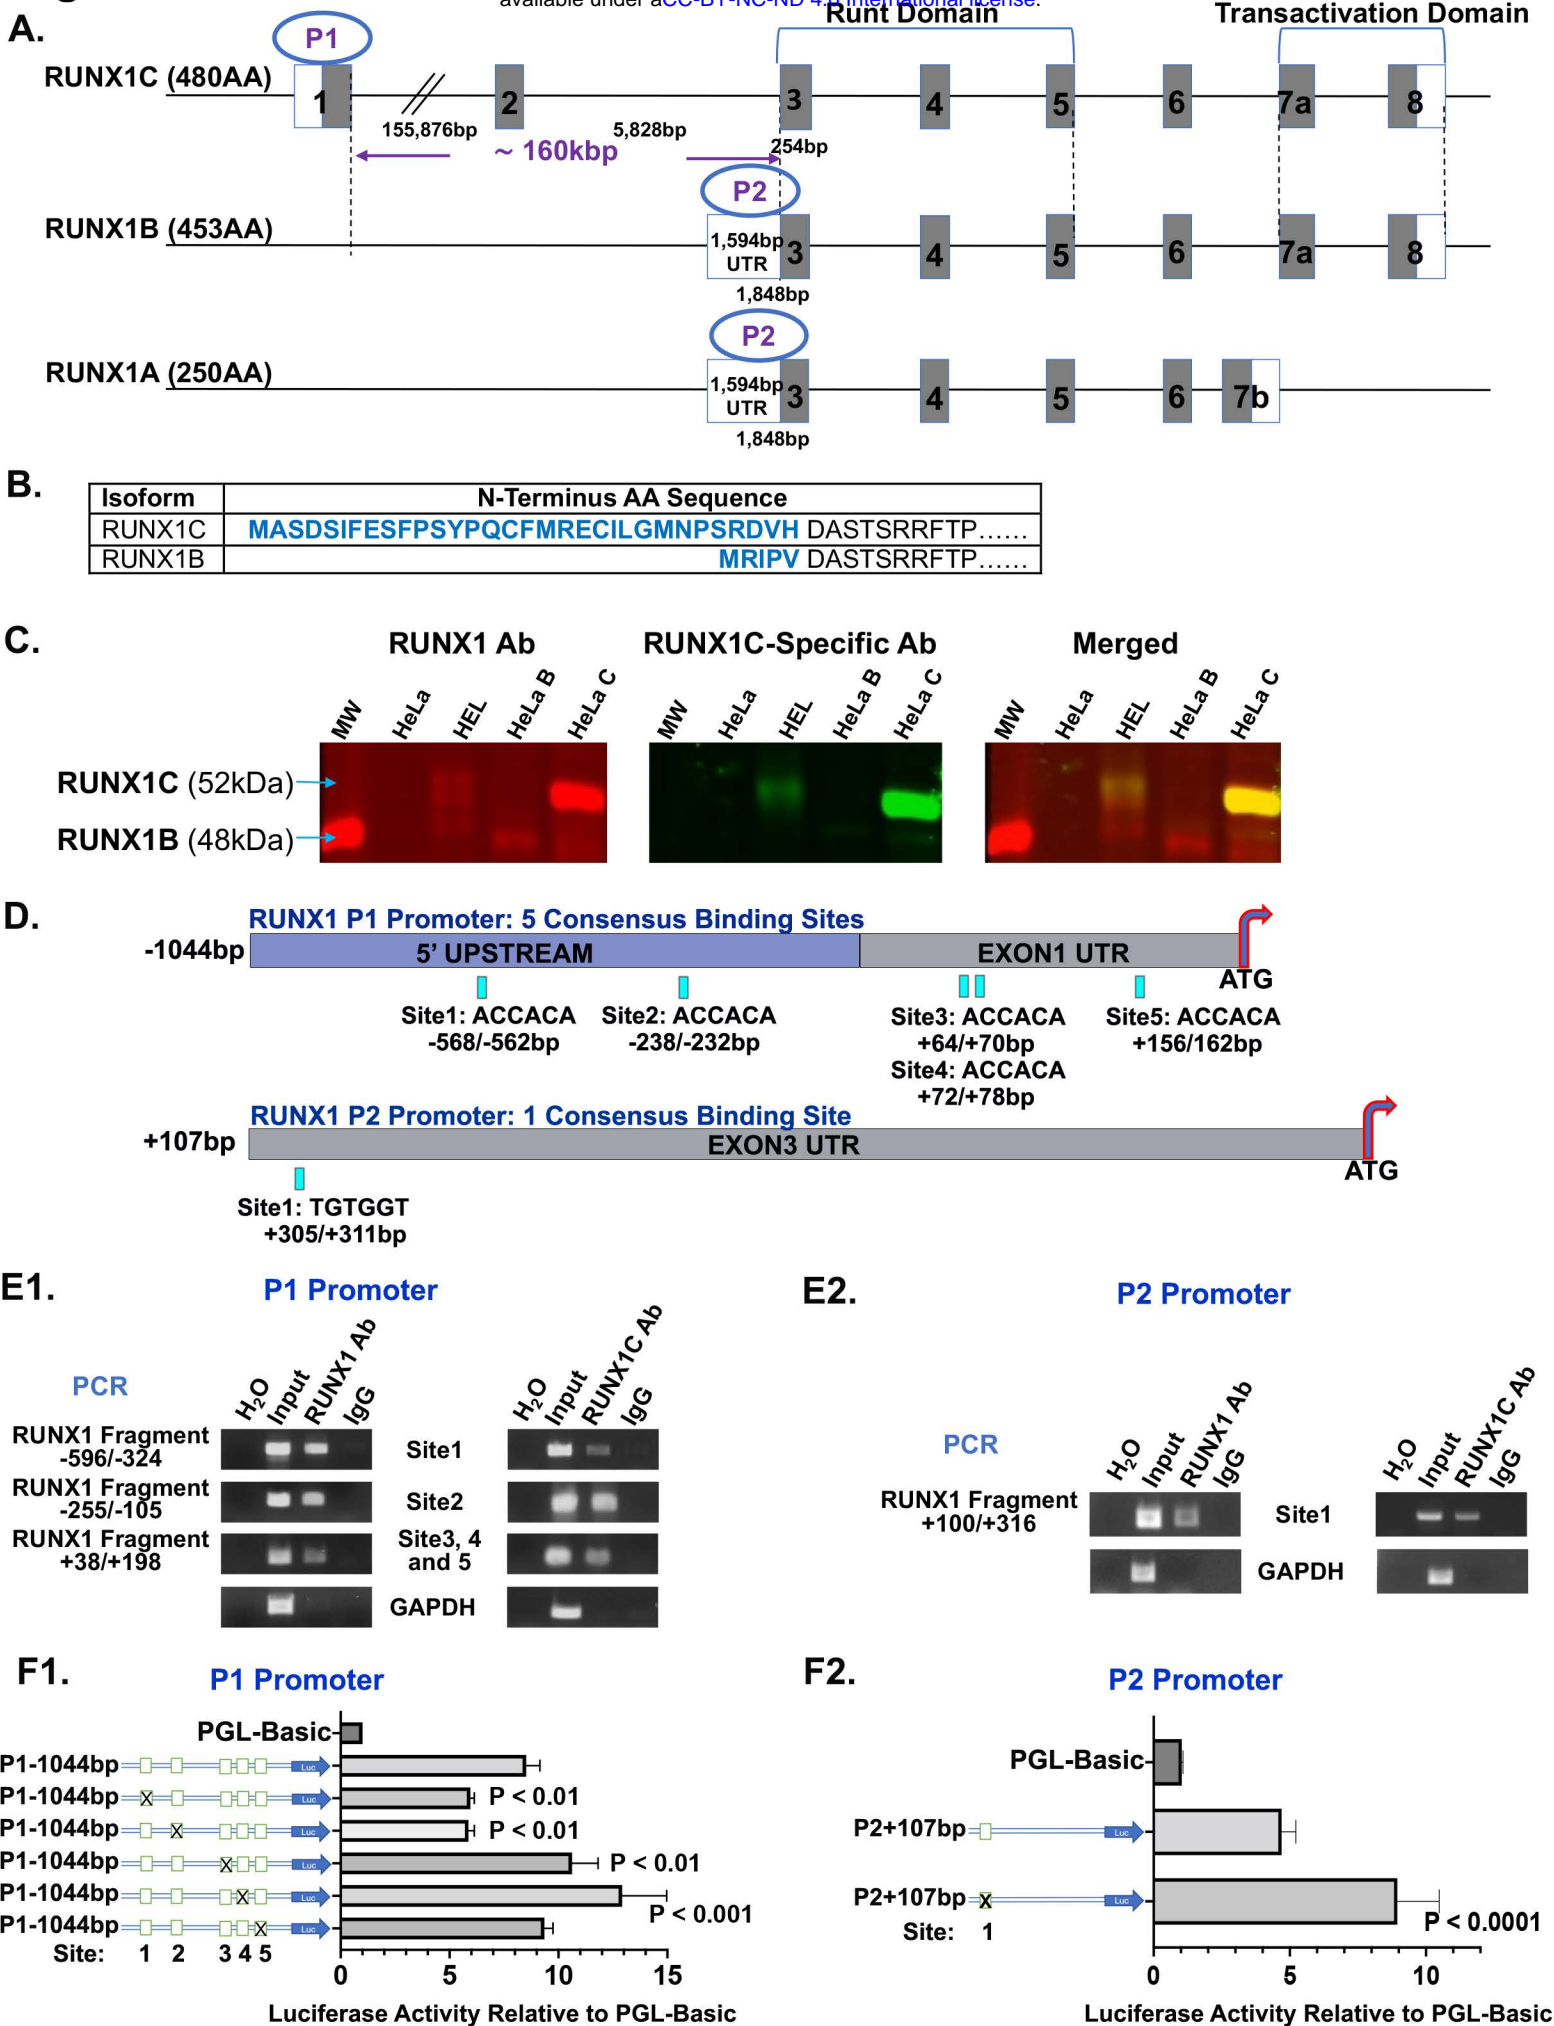 available under aCC-BY-NC-ND 4.0 International license.
A.
Runt Domain
Transactivation Domain
P1
RUNX1C (480AA)
1
2
3
4
5
6
7a
8
155,876bp
5,828bp
254bp
~ 160kbp
P2
RUNX1B (453AA)
1,594bp
UTR
3
4
5
6
7a
8
1,848bp
P2
RUNX1A (250AA)
1,594bp
UTR
3
4
5
6
7b
1,848bp
B.
Isoform N-Terminus AA Sequence
RUNX1C MASDSIFESFPSYPQCFMRECILGMNPSRDVH DASTSRRFTP......
RUNX1B MRIPV DASTSRRFTP......
C.
RUNX1 Ab
RUNX1C-Specific Ab
Merged
MW HeLa HEL HeLa B HeLa C
MW HeLa HEL HeLa B HeLa C
MW HeLa HEL HeLa B HeLa C
RUNX1C (52kDa)
RUNX1B (48kDa)
D.
RUNX1 P1 Promoter: 5 Consensus Binding Sites
-1044bp
5' UPSTREAM
EXON1 UTR
ATG
Site1: ACCACA
-568/-562bp
Site2: ACCACA
-238/-232bp
Site3: ACCACA
+64/+70bp
Site4: ACCACA
+72/+78bp
Site5: ACCACA
+156/162bp
RUNX1 P2 Promoter: 1 Consensus Binding Site
+107bp
EXON3 UTR
ATG
Site1: TGTGGT
+305/+311bp
E1.
P1 Promoter
PCR
H2O Input RUNX1 Ab IgG
H2O Input RUNX1C Ab IgG
RUNX1 Fragment
-596/-324
Site1
RUNX1 Fragment
-255/-105
Site2
RUNX1 Fragment
+38/+198
Site3, 4
and 5
GAPDH
E2.
P2 Promoter
PCR
H2O Input RUNX1 Ab IgG
H2O Input RUNX1C Ab IgG
RUNX1 Fragment
+100/+316
Site1
GAPDH
F1.
P1 Promoter
PGL-Basic
P1-1044bp Luc
P1-1044bp X Luc P < 0.01
P1-1044bp X Luc P < 0.01
P1-1044bp X Luc P < 0.01
P1-1044bp X Luc
P < 0.001
P1-1044bp X Luc
Site: 1 2 3 4 5
0 5 10 15
Luciferase Activity Relative to PGL-Basic
F2.
P2 Promoter
PGL-Basic
P2+107bp Luc
P2+107bp X Luc
P < 0.0001
Site: 1
0 5 10
Luciferase Activity Relative to PGL-Basic